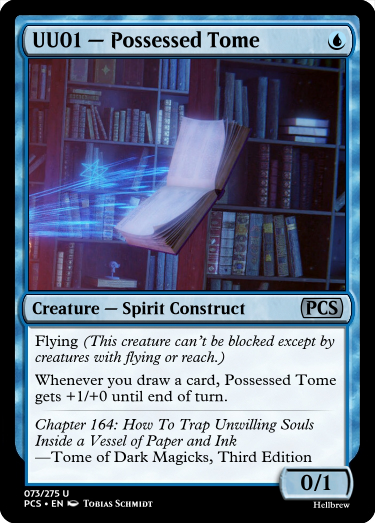 UU01 — Possessed Tome
Creature — Spirit Construct
PCS
Flying (This creature can't be blocked except by
creatures with flying or reach.)
Whenever you draw a card, Possessed Tome
gets +1/+0 until end of turn.
Chapter 164: How To Trap Unwilling Souls
Inside a Vessel of Paper and Ink
—Tome of Dark Magicks, Third Edition
0/1
073/275 U
PCS • EN Tobias Schmidt
Hellbrew